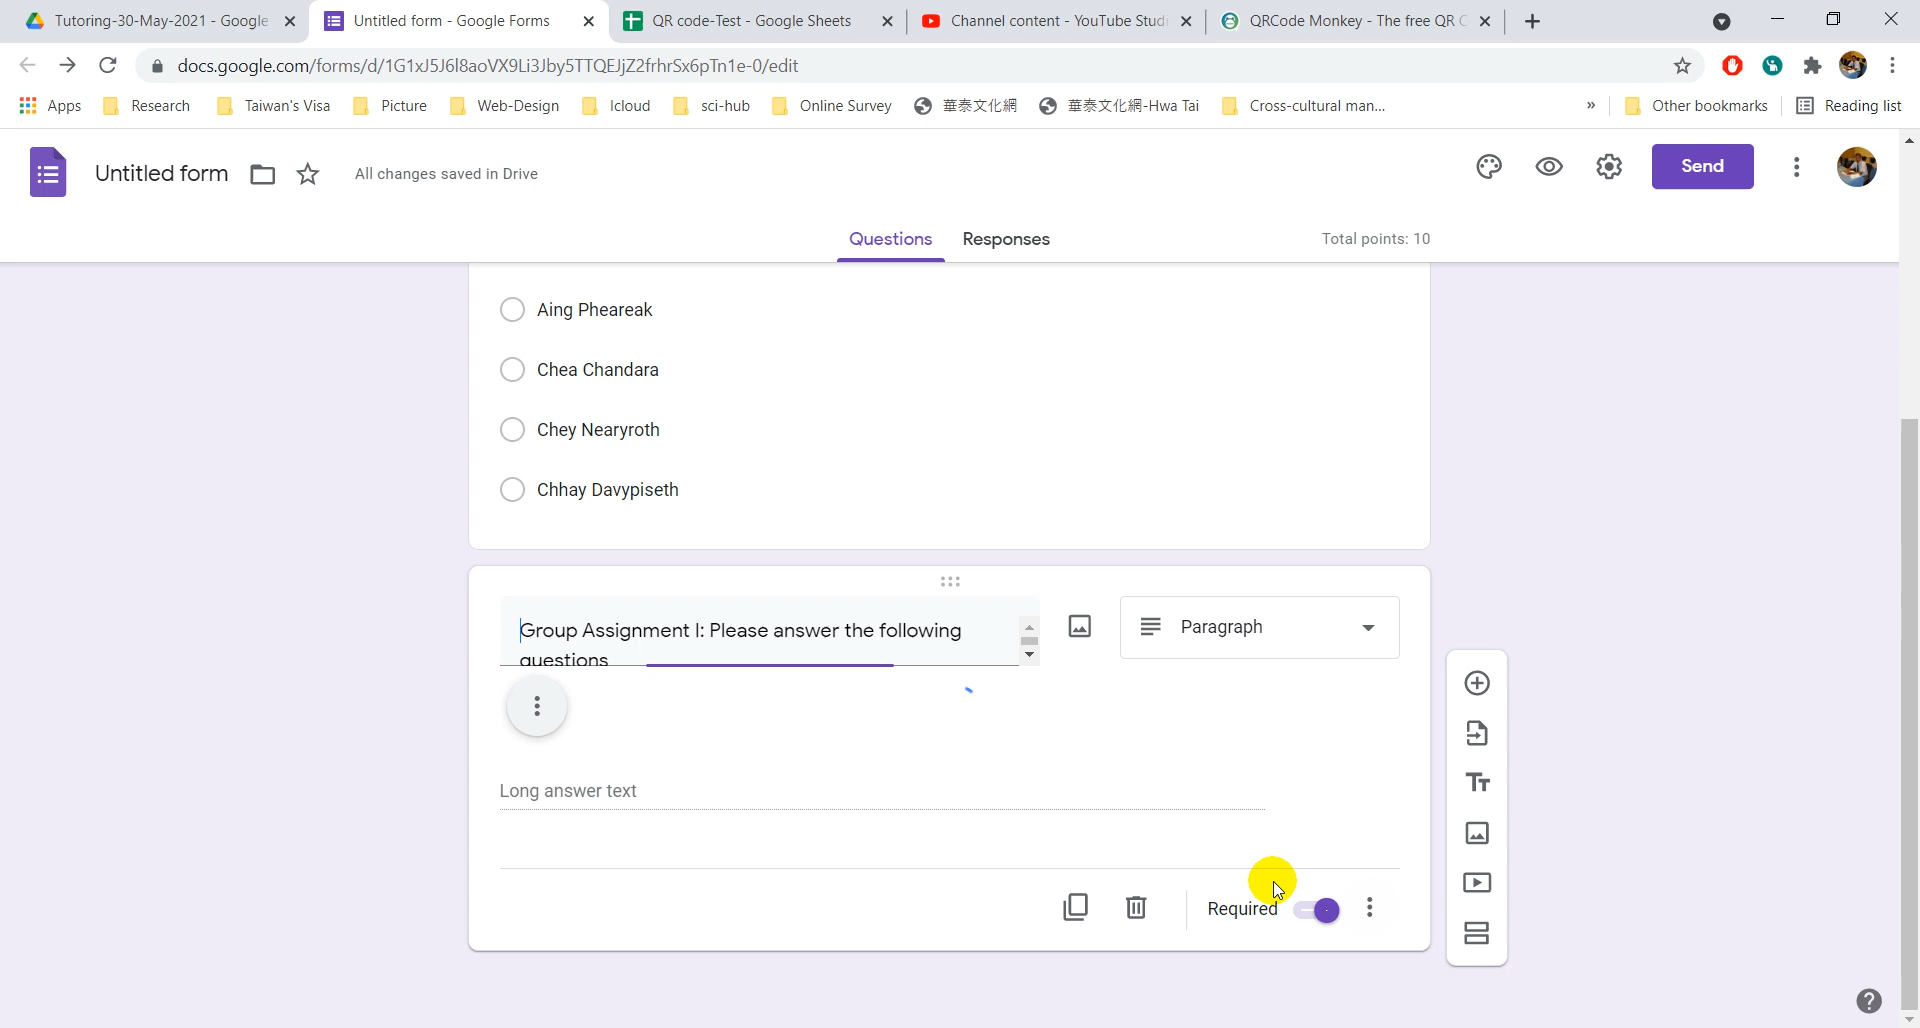 Tutoring-30-May-2021 - Google
Untitled form - Google Forms
QR code-Test - Google Sheets
Channel content - YouTube Studi
QRCode Monkey - The free QR C
docs.google.com/forms/d/1G1xJ5J6l8aoVX9Li3Jby5TTQEJjZ2frhrSx6pTn1e-0/edit
Apps
Research
Taiwan's Visa
Picture
Web-Design
Icloud
sci-hub
Online Survey
華泰文化網
華泰文化網-Hwa Tai
Cross-cultural man...
»
Other bookmarks
Reading list
Untitled form
All changes saved in Drive
Send
Questions
Responses
Total points: 10
Aing Pheareak
Chea Chandara
Chey Nearyroth
Chhay Davypiseth
Group Assignment I: Please answer the following
questions
Paragraph
Tт
Long answer text
Required